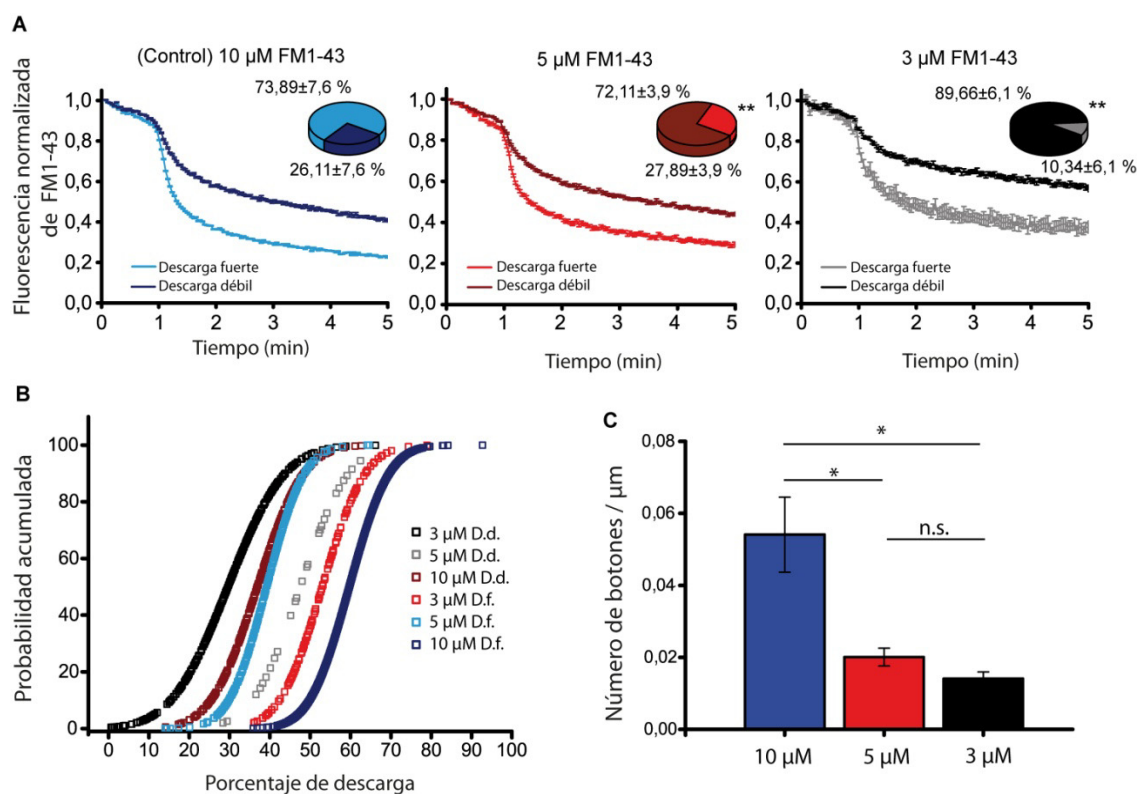 A
(Control) 10 µM FM1-43
5 µM FM1-43
3 µM FM1-43
73,89±7,6 %
72,11±3,9 %
**
89,66±6,1 %
**
26,11±7,6 %
27,89±3,9 %
10,34±6,1 %
Fluorescencia normalizada
de FM1-43
1,0
0,8
0,6
0,4
0,2
0,0
Descarga fuerte
Descarga débil
0 1 2 3 4 5
Tiempo (min)
1,0
0,8
0,6
0,4
0,2
0,0
Descarga fuerte
Descarga débil
0 1 2 3 4 5
Tiempo (min)
1,0
0,8
0,6
0,4
0,2
0,0
Descarga fuerte
Descarga débil
0 1 2 3 4 5
Tiempo (min)
B
Probabilidad acumulada
100
80
60
40
20
0
3 µM D.d.
5 µM D.d.
10 µM D.d.
3 µM D.f.
5 µM D.f.
10 µM D.f.
0 10 20 30 40 50 60 70 80 90 100
Porcentaje de descarga
C
Número de botones / µm
0,08
0,06
0,04
0,02
0,00
*
*
n.s.
10 µM 5 µM 3 µM